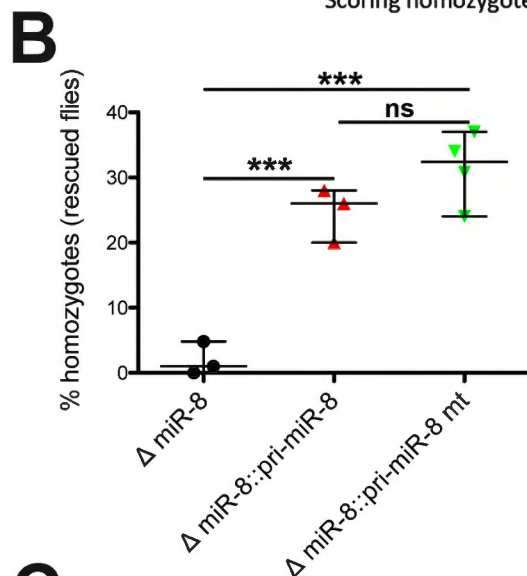 Scoring homozygote
B
% homozygotes (rescued flies)
***
ns
***
40
30
20
10
0
Δ miR-8
Δ miR-8::pri-miR-8
Δ miR-8::pri-miR-8 mt